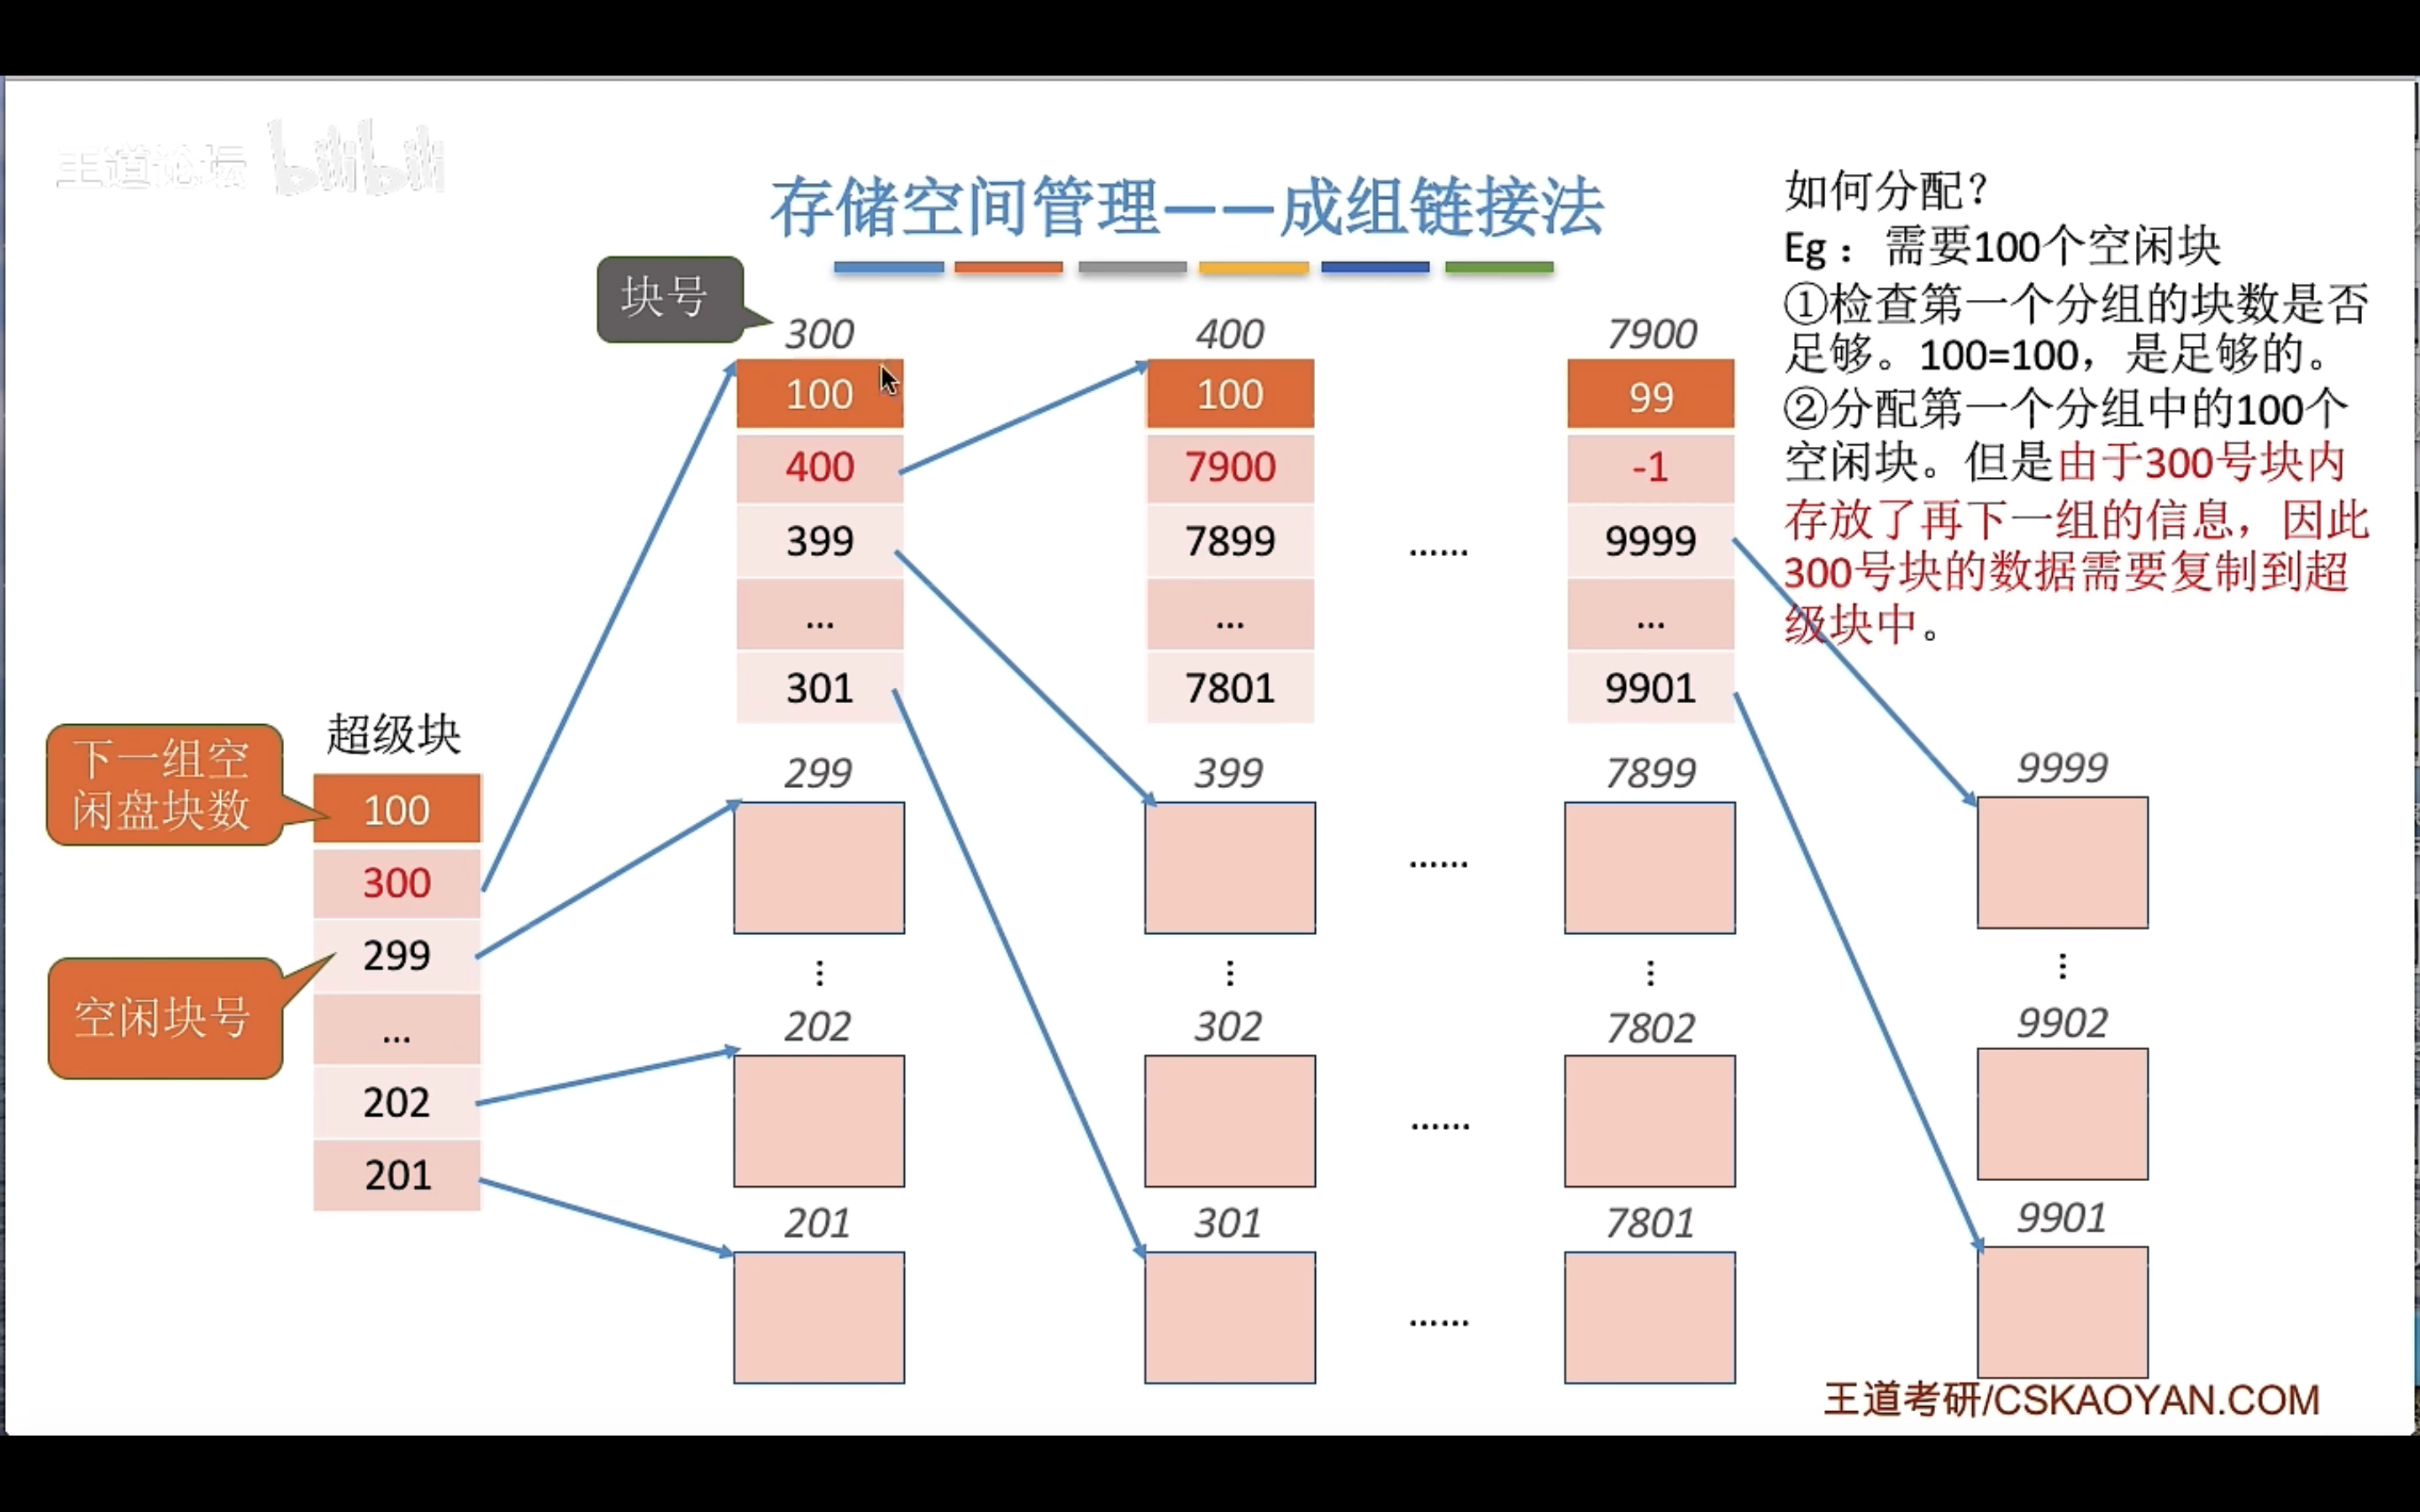 王道论坛 bilibili
存储空间管理——成组链接法
如何分配？
Eg： 需要100个空闲块
①检查第一个分组的块数是否
足够。100=100，是足够的。
②分配第一个分组中的100个
空闲块。但是由于300号块内
存放了再下一组的信息，因此
300号块的数据需要复制到超
级块中。
块号
300
100
400
399
...
301
400
100
7900
7899
...
7801
......
7900
99
-1
9999
...
9901
下一组空
闲盘块数
空闲块号
超级块
100
300
299
...
202
201
299
⋮
202
201
399
⋮
302
301
......
......
......
7899
⋮
7802
7801
9999
⋮
9902
9901
王道考研/CSKAOYAN.COM